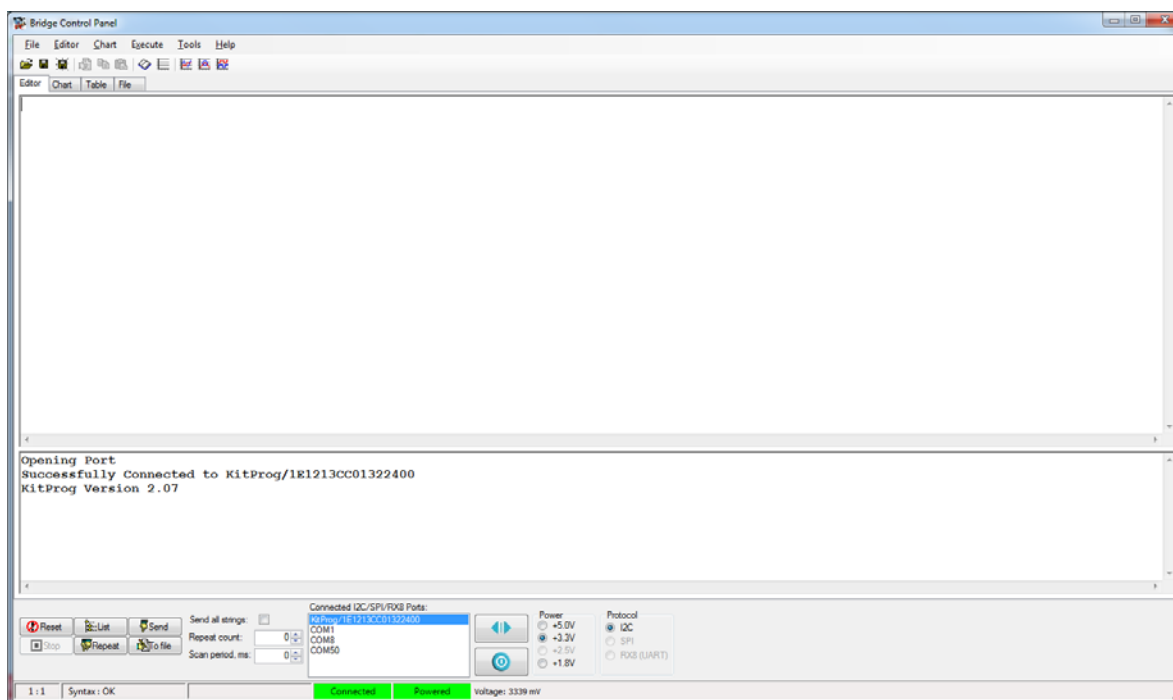 Bridge Control Panel
File Editor Chart Execute Tools Help
Editor Chart Table File
Opening Port
Successfully Connected to KitProg/1E1213CC01322400
KitProg Version 2.07
Connected I2C/SPI/RX8 Ports:
Reset List Send Send all strings: KitProg/1E1213CC01322400 Power Protocol
COM1 +5.0V I2C
Stop Repeat To file Repeat count: 0 COM8 +3.3V SPI
COM50 +2.5V RX8 (UART)
Scan period, ms: 0 +1.8V
1 : 1 Syntax : OK Connected Powered Voltage: 3339 mV